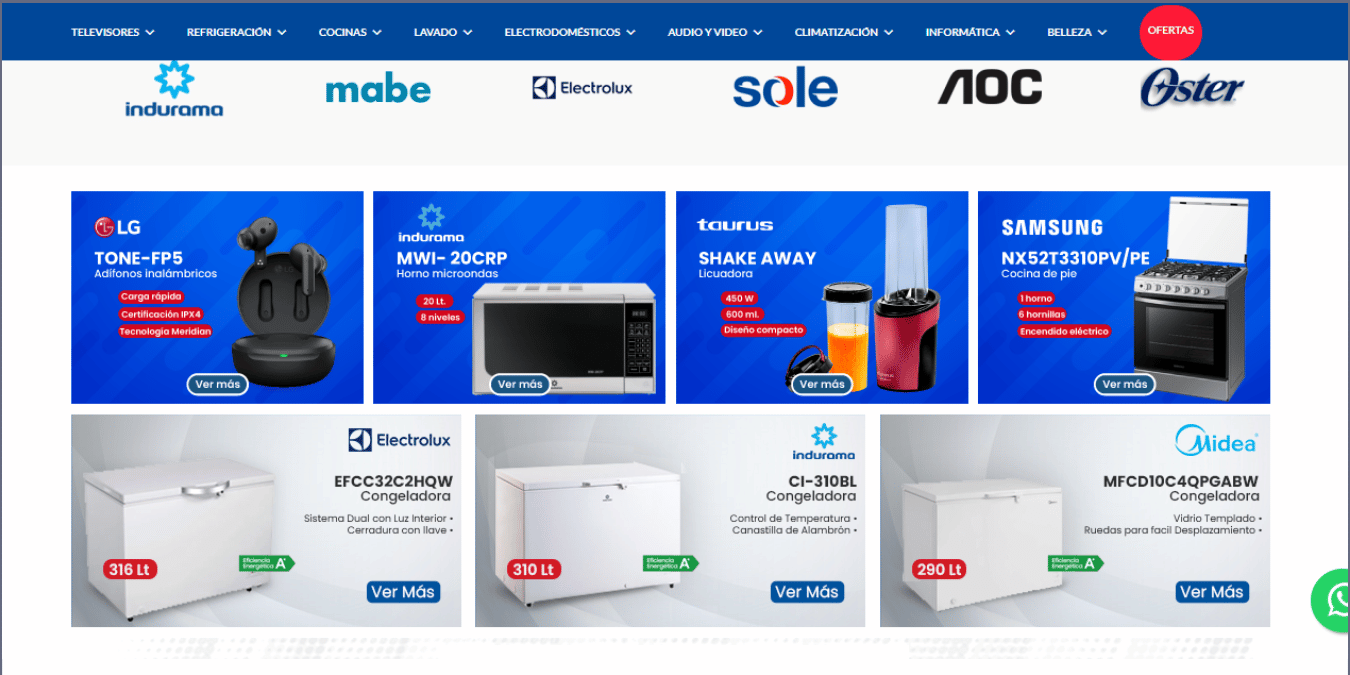 TELEVISORES REFRIGERACIÓN COCINAS LAVADO ELECTRODOMÉSTICOS AUDIO Y VIDEO CLIMATIZACIÓN INFORMÁTICA BELLEZA OFERTAS
indurama mabe Electrolux sole AOC Oster
LG
TONE-FP5
Adífonos inalámbricos
Carga rápida
Certificación IPX4
Tecnología Meridian
Ver más
indurama
MWI- 20CRP
Horno microondas
20 Lt.
8 niveles
Ver más
taurus
SHAKE AWAY
Licuadora
450 W
600 ml.
Diseño compacto
Ver más
SAMSUNG
NX52T3310PV/PE
Cocina de pie
1 horno
6 hornillas
Encendido eléctrico
Ver más
Electrolux
EFCC32C2HQW
Congeladora
Sistema Dual con Luz Interior •
Cerradura con llave •
316 Lt
Eficiencia
Energética A+
Ver Más
indurama
CI-310BL
Congeladora
Control de Temperatura •
Canastilla de Alambrón •
310 Lt
Eficiencia
Energética A+
Ver Más
Midea
MFCD10C4QPGABW
Congeladora
Vidrio Templado •
Ruedas para facil Desplazamiento •
290 Lt
Eficiencia
Energética A+
Ver Más